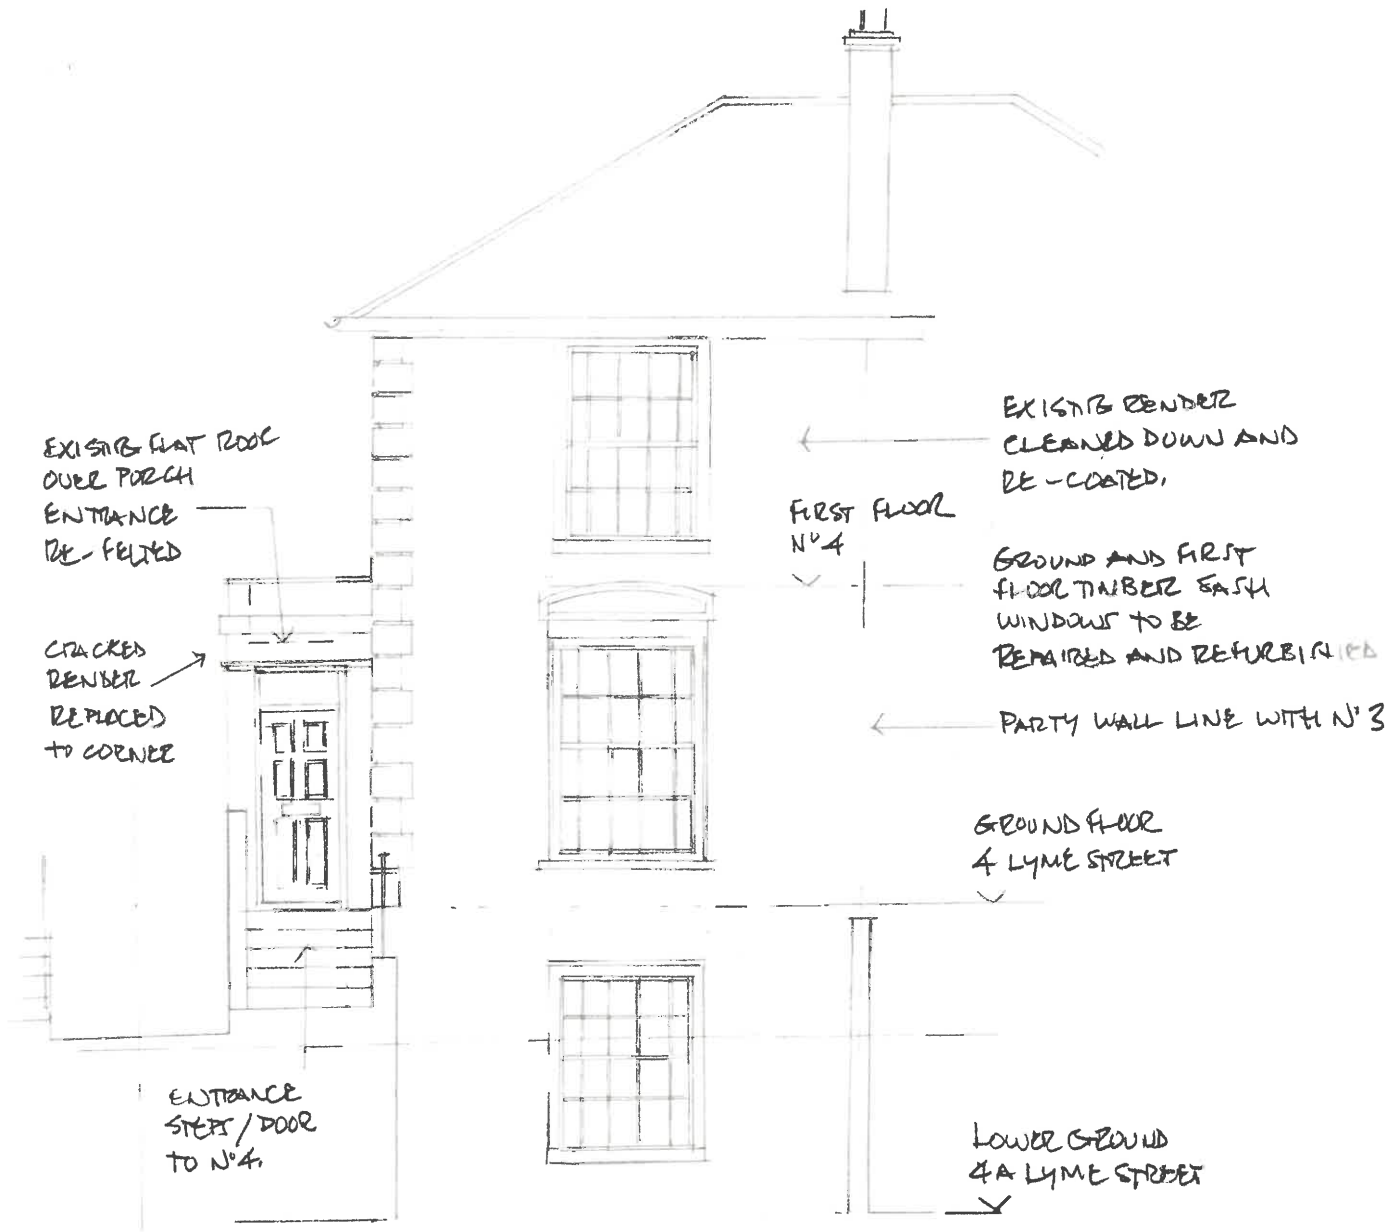 EXISTING FLAT ROOF
OVER PORCH
ENTRANCE
RE-FELTED
CRACKED
RENDER
REPLACED
TO CORNER
ENTRANCE
STEPS/DOOR
TO Nº4.
FIRST FLOOR
Nº4
EXISTING RENDER
CLEANED DOWN AND
RE-COATED.
GROUND AND FIRST
FLOOR TIMBER SASH
WINDOWS TO BE
REPAIRED AND REFURBISHED
PARTY WALL LINE WITH Nº3
GROUND FLOOR
4 LYME STREET
LOWER GROUND
4A LYME STREET